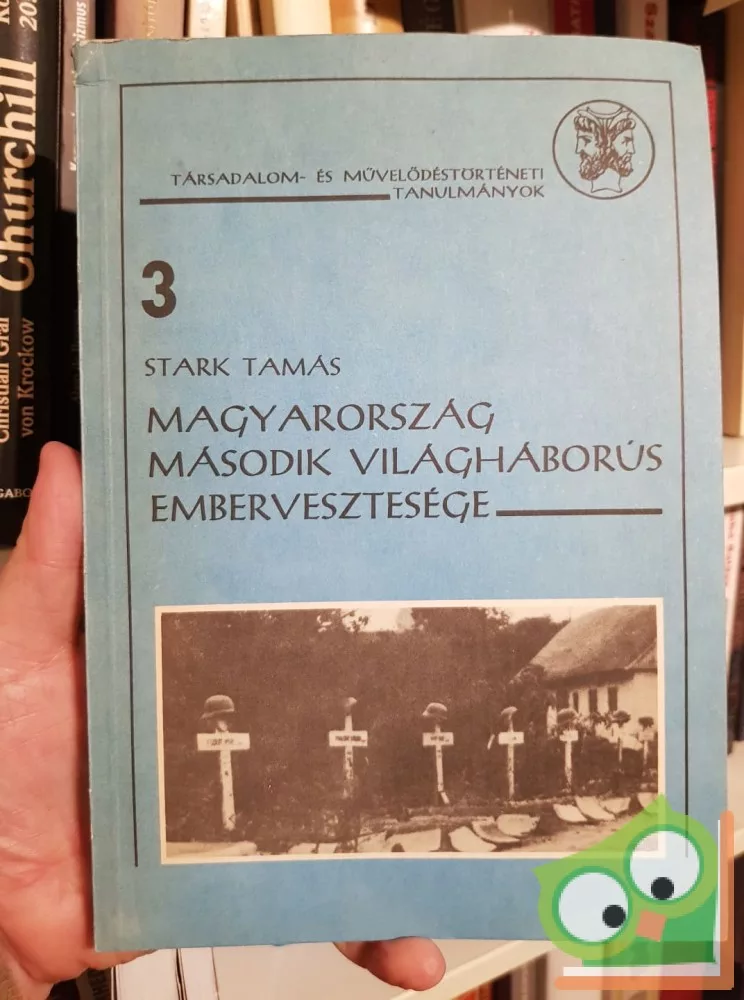 TÁRSADALOM- ÉS MŰVELŐDÉSTÖRTÉNETI
TANULMÁNYOK
3
STARK TAMÁS
MAGYARORSZÁG
MÁSODIK VILÁGHÁBORÚS
EMBERVESZTESÉGE
Churchill
Christian Graf
von Krockow